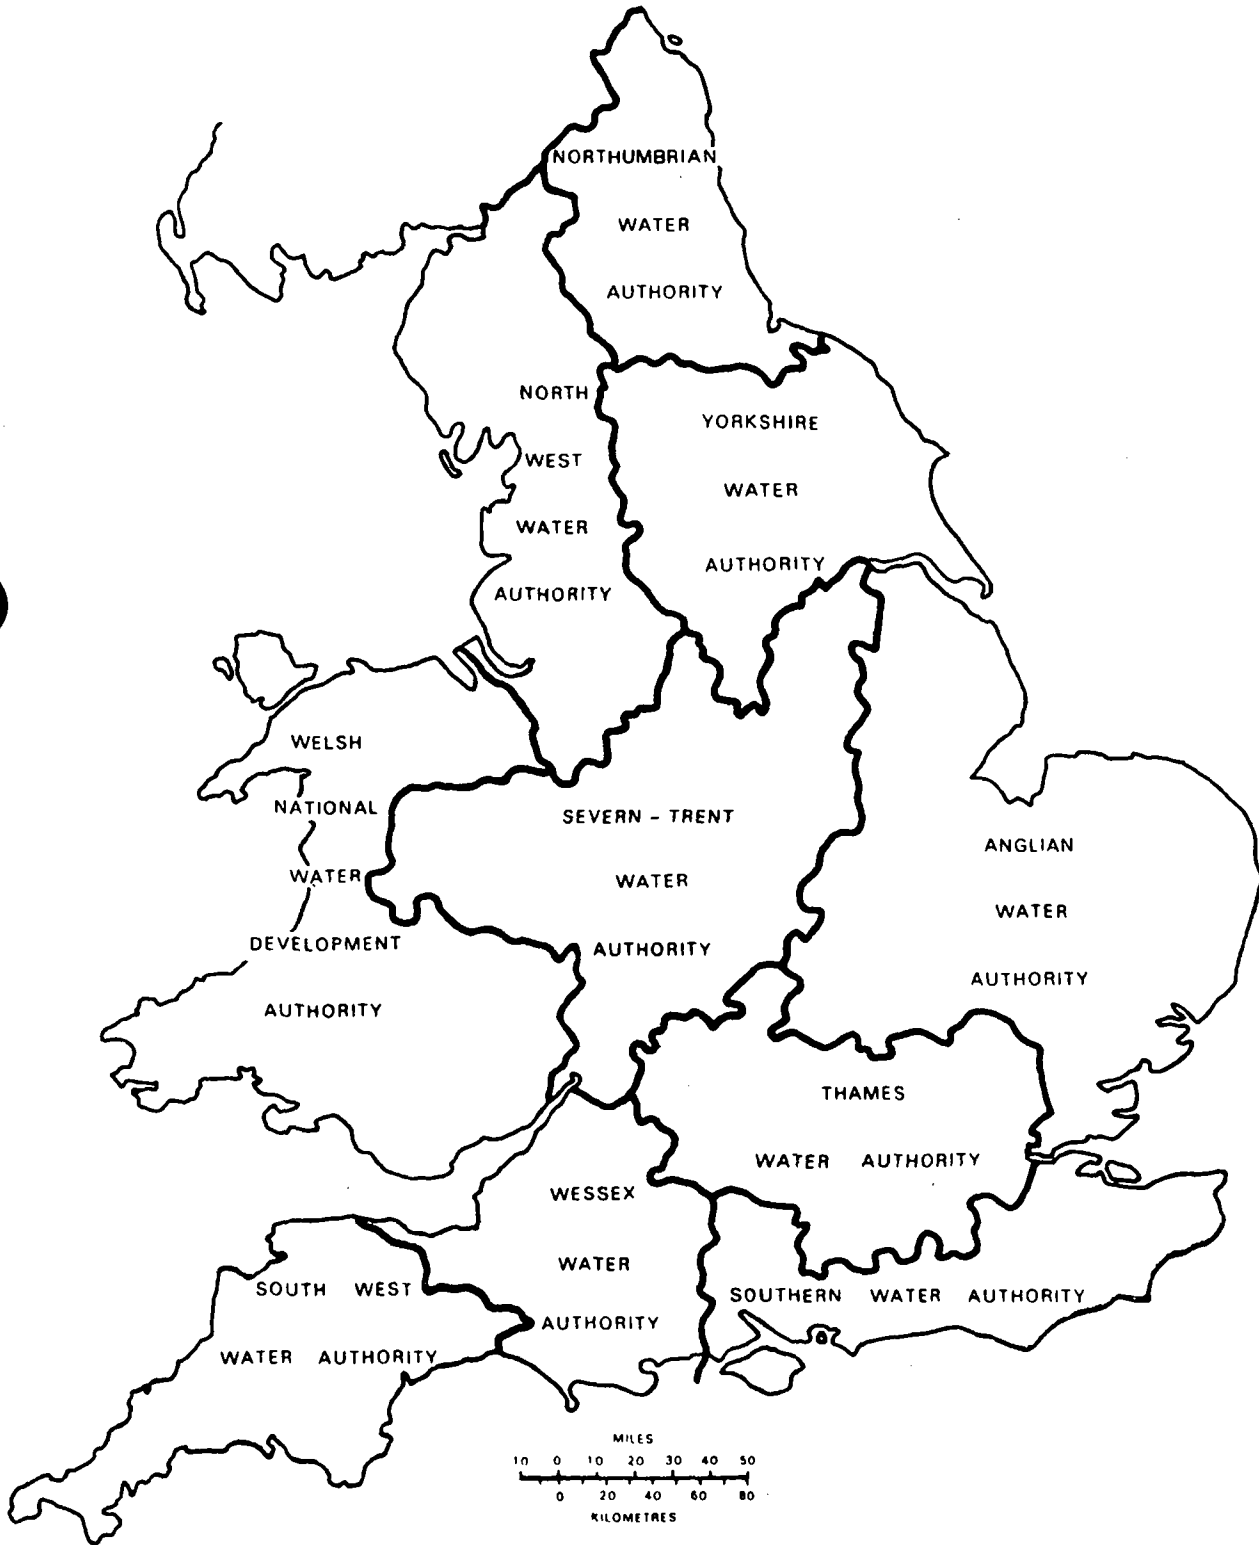 NORTHUMBRIAN
WATER
AUTHORITY
NORTH
WEST
WATER
AUTHORITY
YORKSHIRE
WATER
AUTHORITY
WELSH
NATIONAL
WATER
DEVELOPMENT
AUTHORITY
SEVERN - TRENT
WATER
AUTHORITY
ANGLIAN
WATER
AUTHORITY
THAMES
WATER AUTHORITY
WESSEX
WATER
AUTHORITY
SOUTHERN WATER AUTHORITY
SOUTH WEST
WATER AUTHORITY
MILES
10 0 10 20 30 40 50
0 20 40 60 80
KILOMETRES